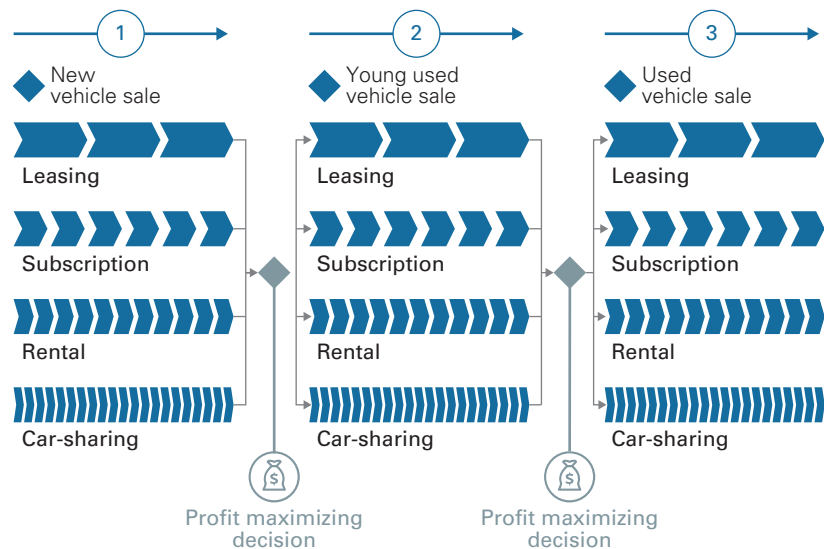 1
New
vehicle sale
Leasing
Subscription
Rental
Car-sharing
$
Profit maximizing
decision
2
Young used
vehicle sale
Leasing
Subscription
Rental
Car-sharing
$
Profit maximizing
decision
3
Used
vehicle sale
Leasing
Subscription
Rental
Car-sharing